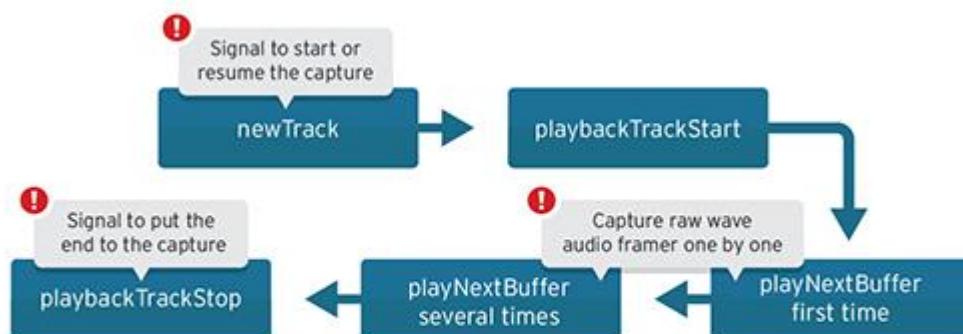 !
Signal to start or
resume the capture
newTrack
playbackTrackStart
!
Signal to put the
end to the capture
!
Capture raw wave
audio framer one by one
playbackTrackStop
playNextBuffer
several times
playNextBuffer
first time